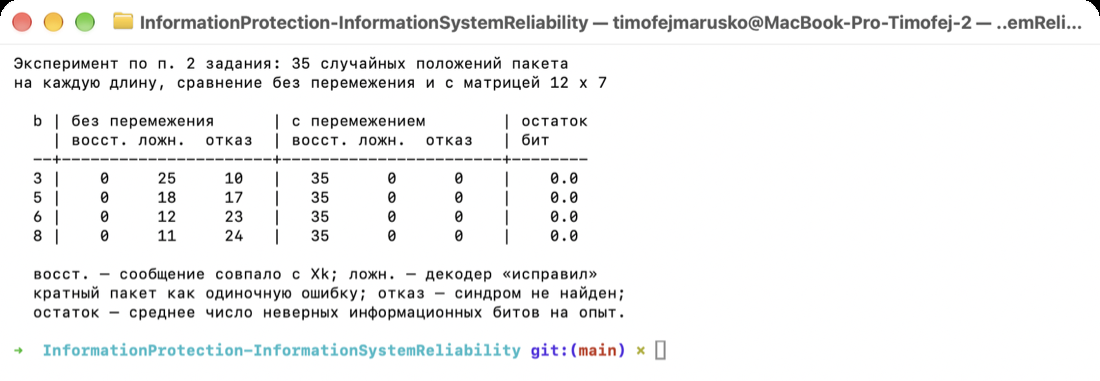 InformationProtection-InformationSystemReliability — timofejmarusko@MacBook-Pro-Timofej-2 — ..emReli...
Эксперимент по п. 2 задания: 35 случайных положений пакета
на каждую длину, сравнение без перемежения и с матрицей 12 x 7
b | без перемежения | с перемежением | остаток
| восст. ложн. отказ | восст. ложн. отказ | бит
--+----------------------+-----------------------+--------
3 | 0 25 10 | 35 0 0 | 0.0
5 | 0 18 17 | 35 0 0 | 0.0
6 | 0 12 23 | 35 0 0 | 0.0
8 | 0 11 24 | 35 0 0 | 0.0
восст. — сообщение совпало с Xk; ложн. — декодер «исправил»
кратный пакет как одиночную ошибку; отказ — синдром не найден;
остаток — среднее число неверных информационных битов на опыт.
→ InformationProtection-InformationSystemReliability git:(main) ×